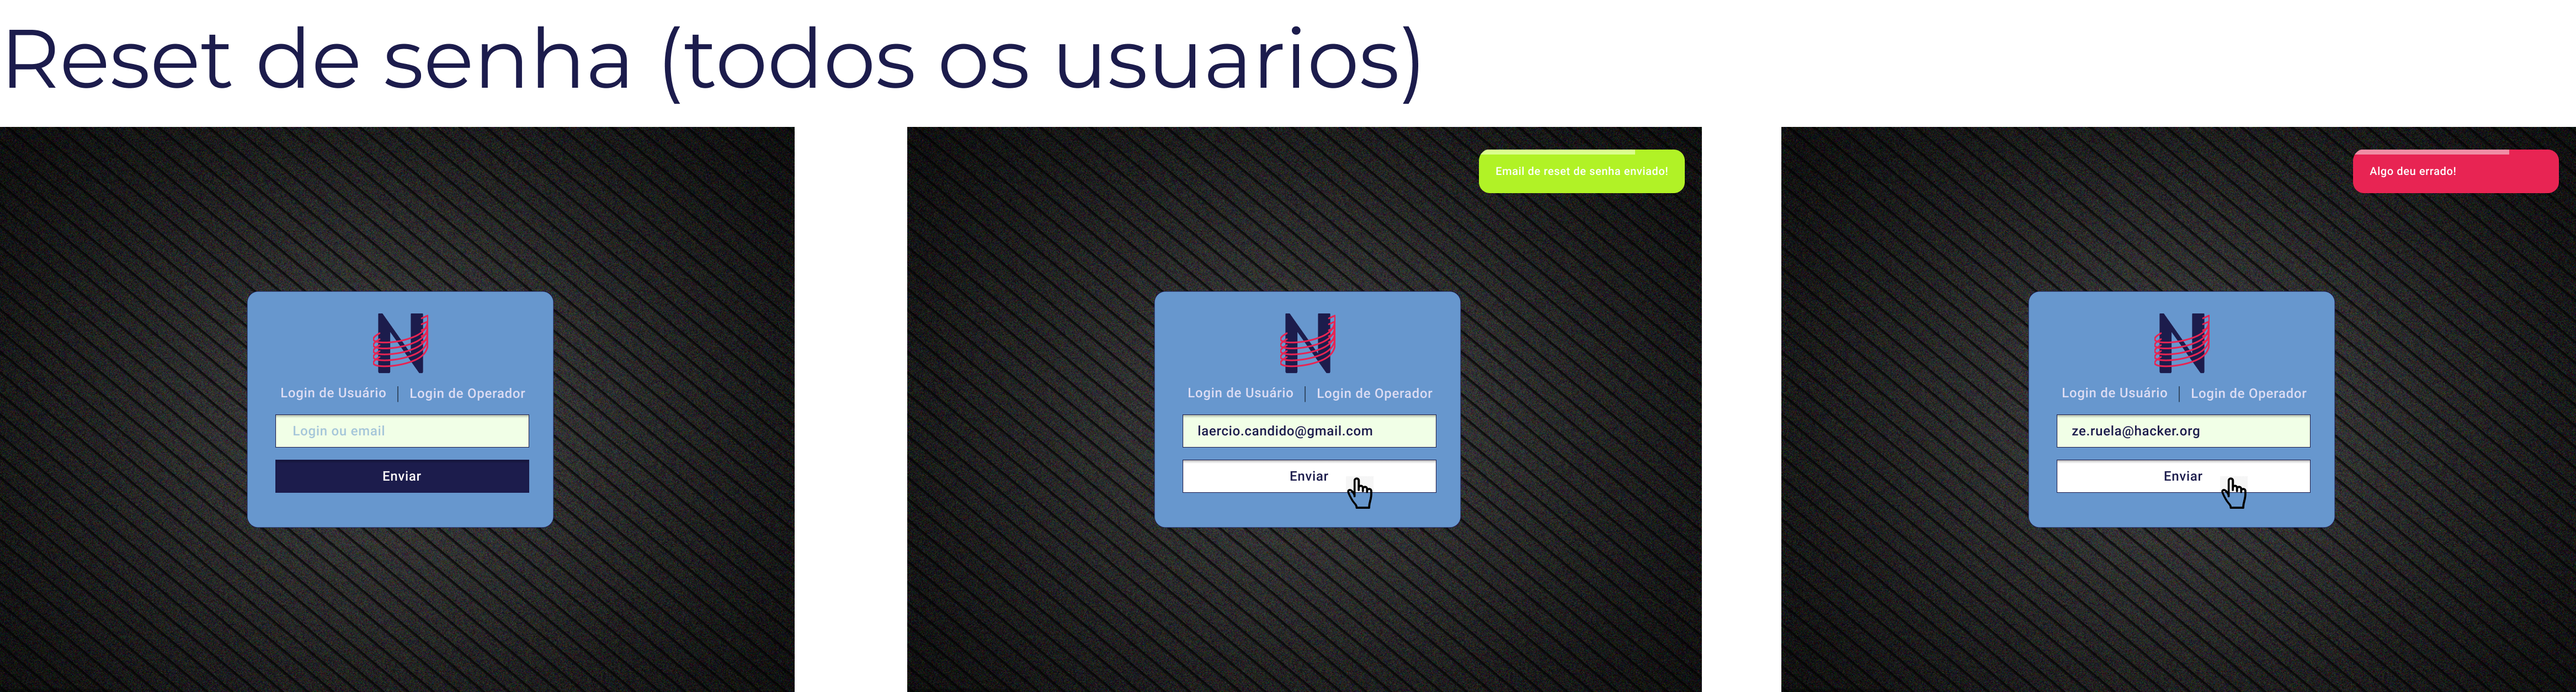 Reset de senha (todos os usuarios)
N
Login de Usuário | Login de Operador
Login ou email
Enviar
Email de reset de senha enviado!
N
Login de Usuário | Login de Operador
laercio.candido@gmail.com
Enviar
Algo deu errado!
N
Login de Usuário | Login de Operador
ze.ruela@hacker.org
Enviar